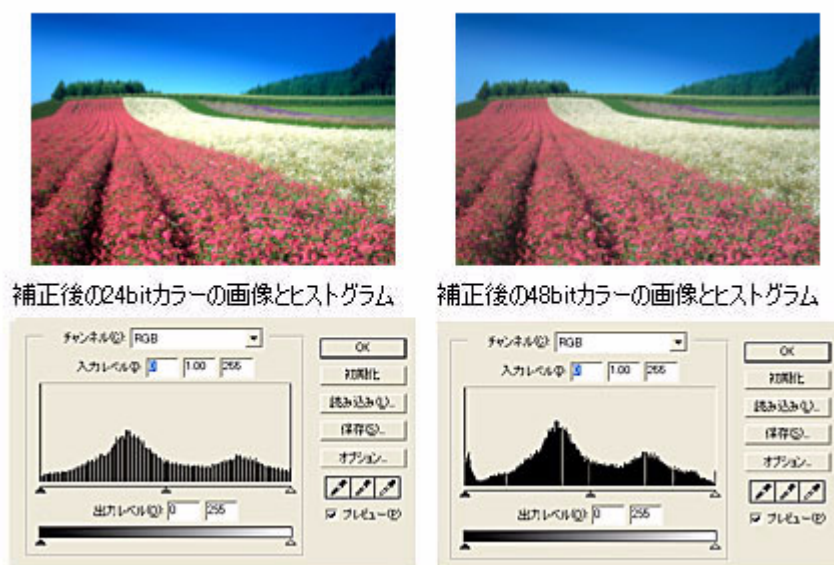 補正後の24bitカラーの画像とヒストグラム
補正後の48bitカラーの画像とヒストグラム
チャンネル(C): RGB
入力レベル(I): 0 1.00 255
OK
初期化
読み込み(L)...
保存(S)...
オプション...
出力レベル(O): 0 255
プレビュー(P)
チャンネル(C): RGB
入力レベル(I): 0 1.00 255
OK
初期化
読み込み(L)...
保存(S)...
オプション...
出力レベル(O): 0 255
プレビュー(P)